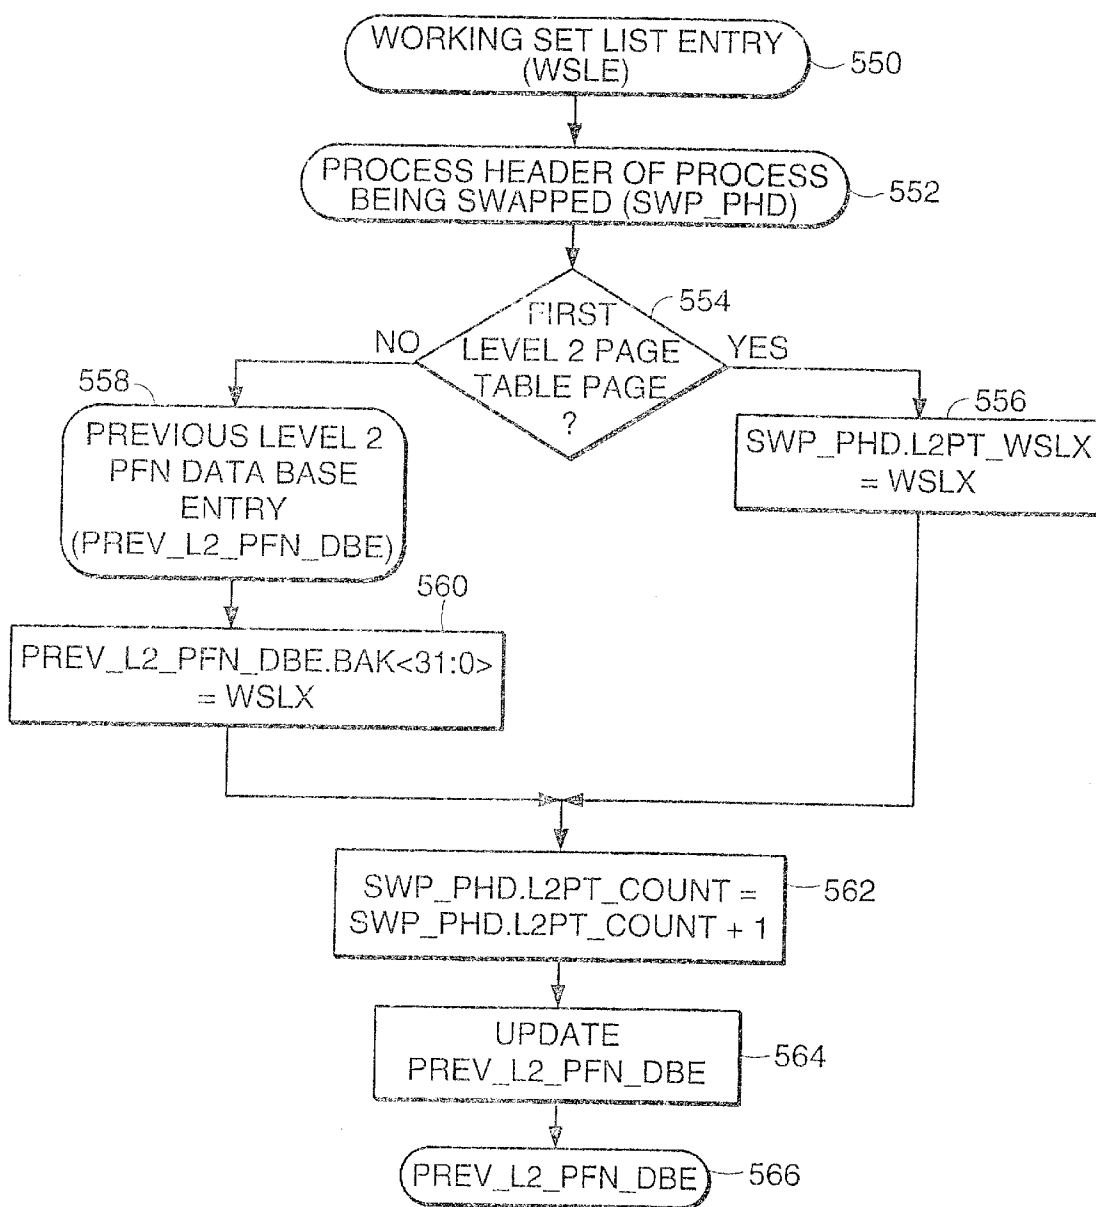 WORKING SET LIST ENTRY
(WSLE)
550
PROCESS HEADER OF PROCESS
BEING SWAPPED (SWP_PHD)
552
FIRST
LEVEL 2 PAGE
TABLE PAGE
?
554
NO
YES
558
PREVIOUS LEVEL 2
PFN DATA BASE
ENTRY
(PREV_L2_PFN_DBE)
556
SWP_PHD.L2PT_WSLX
= WSLX
560
PREV_L2_PFN_DBE.BAK<31:0>
= WSLX
SWP_PHD.L2PT_COUNT =
SWP_PHD.L2PT_COUNT + 1
562
UPDATE
PREV_L2_PFN_DBE
564
PREV_L2_PFN_DBE
566